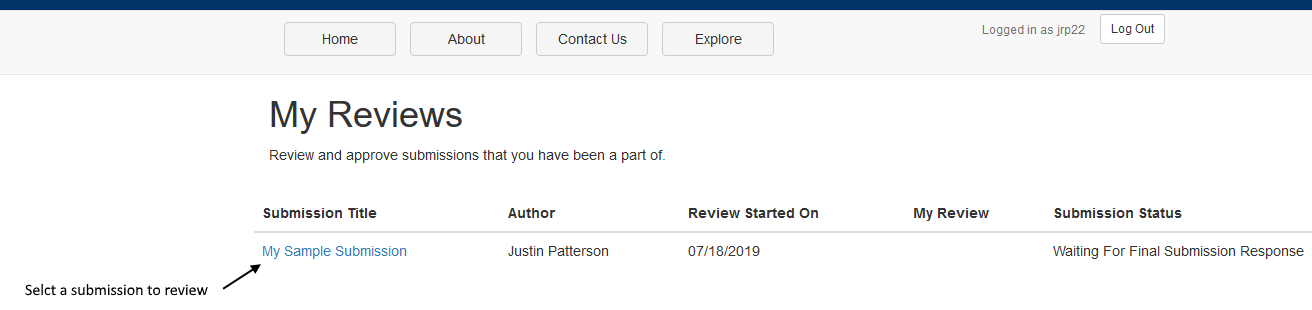 Home About Contact Us Explore Logged in as jrp22 Log Out
My Reviews
Review and approve submissions that you have been a part of.
Submission Title Author Review Started On My Review Submission Status
My Sample Submission Justin Patterson 07/18/2019 Waiting For Final Submission Response
Selct a submission to review